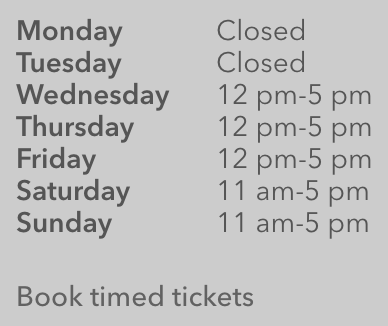 Monday Closed
Tuesday Closed
Wednesday 12 pm-5 pm
Thursday 12 pm-5 pm
Friday 12 pm-5 pm
Saturday 11 am-5 pm
Sunday 11 am-5 pm
Book timed tickets